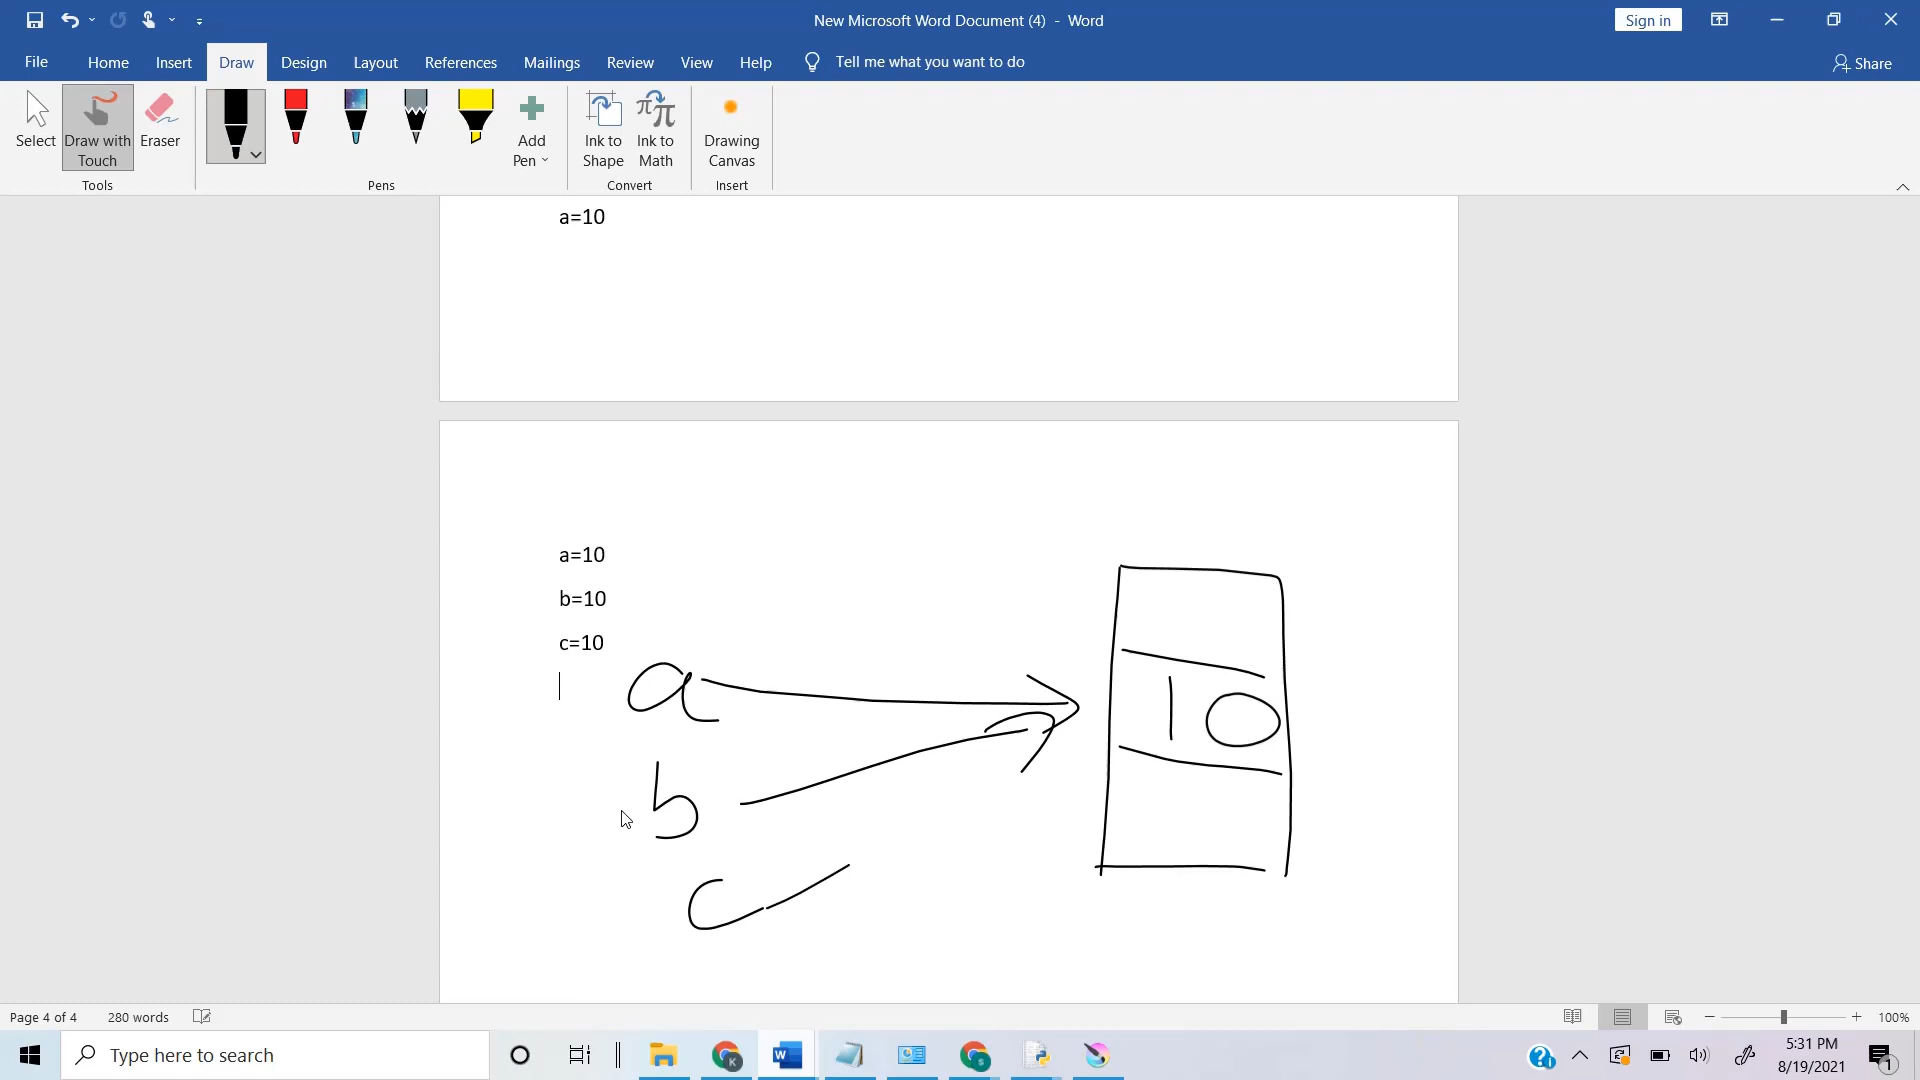 New Microsoft Word Document (4) - Word
Sign in
File Home Insert Draw Design Layout References Mailings Review View Help Tell me what you want to do
Share
Select
Draw with
Touch
Eraser
Add
Pen
Ink to
Shape
Ink to
Math
Drawing
Canvas
Tools Pens Convert Insert
a=10
a=10
b=10
c=10
a
10
b
c
Page 4 of 4 280 words
100%
Type here to search
5:31 PM
8/19/2021
1